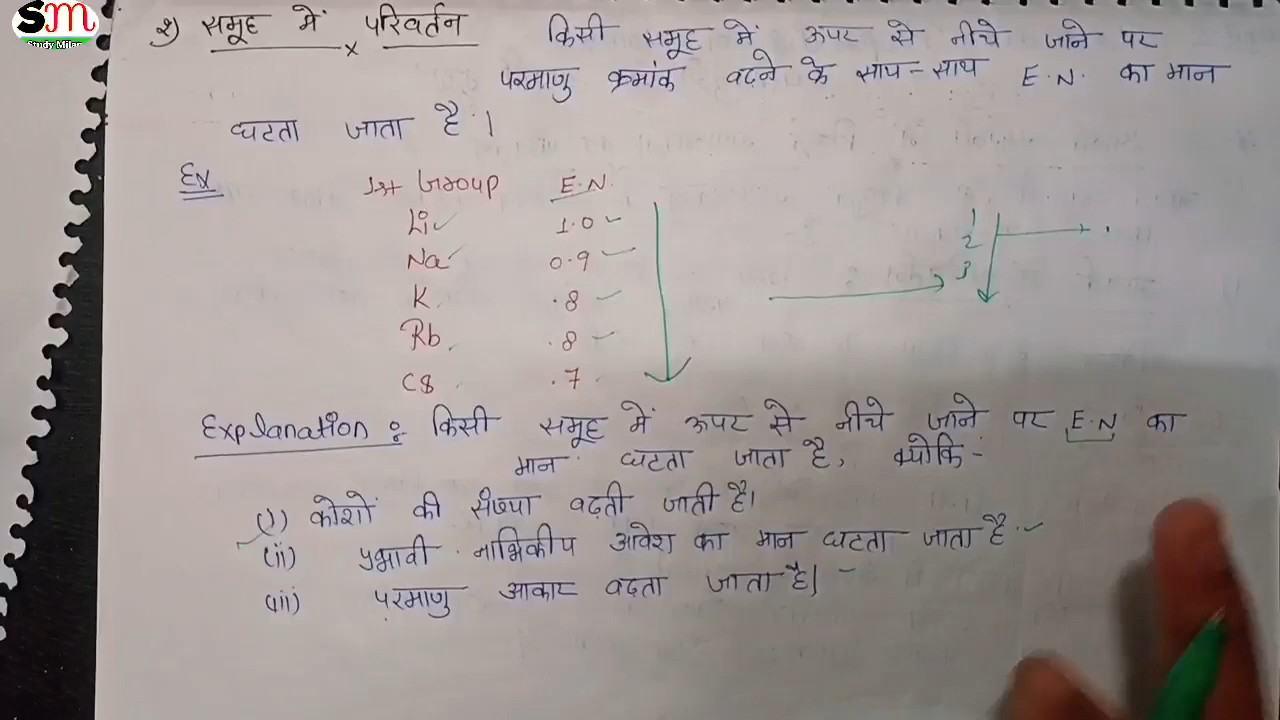 SM
Study Milan
२) समूह में परिवर्तन किसी समूह में ऊपर से नीचे जाने पर
परमाणु क्रमांक बढ़ने के साथ-साथ E.N. का मान
घटता जाता है।
Ex 1st Group E.N.
Li 1.0
Na 0.9
K .8
Rb .8
Cs .7
1
2
3
Explanation : किसी समूह में ऊपर से नीचे जाने पर E.N का
मान घटता जाता है, क्योकि -
(i) कोशों की संख्या बढ़ती जाती है।
(ii) प्रभावी नाभिकीय आवेश का मान घटता जाता है
(iii) परमाणु आकार बढ़ता जाता है।